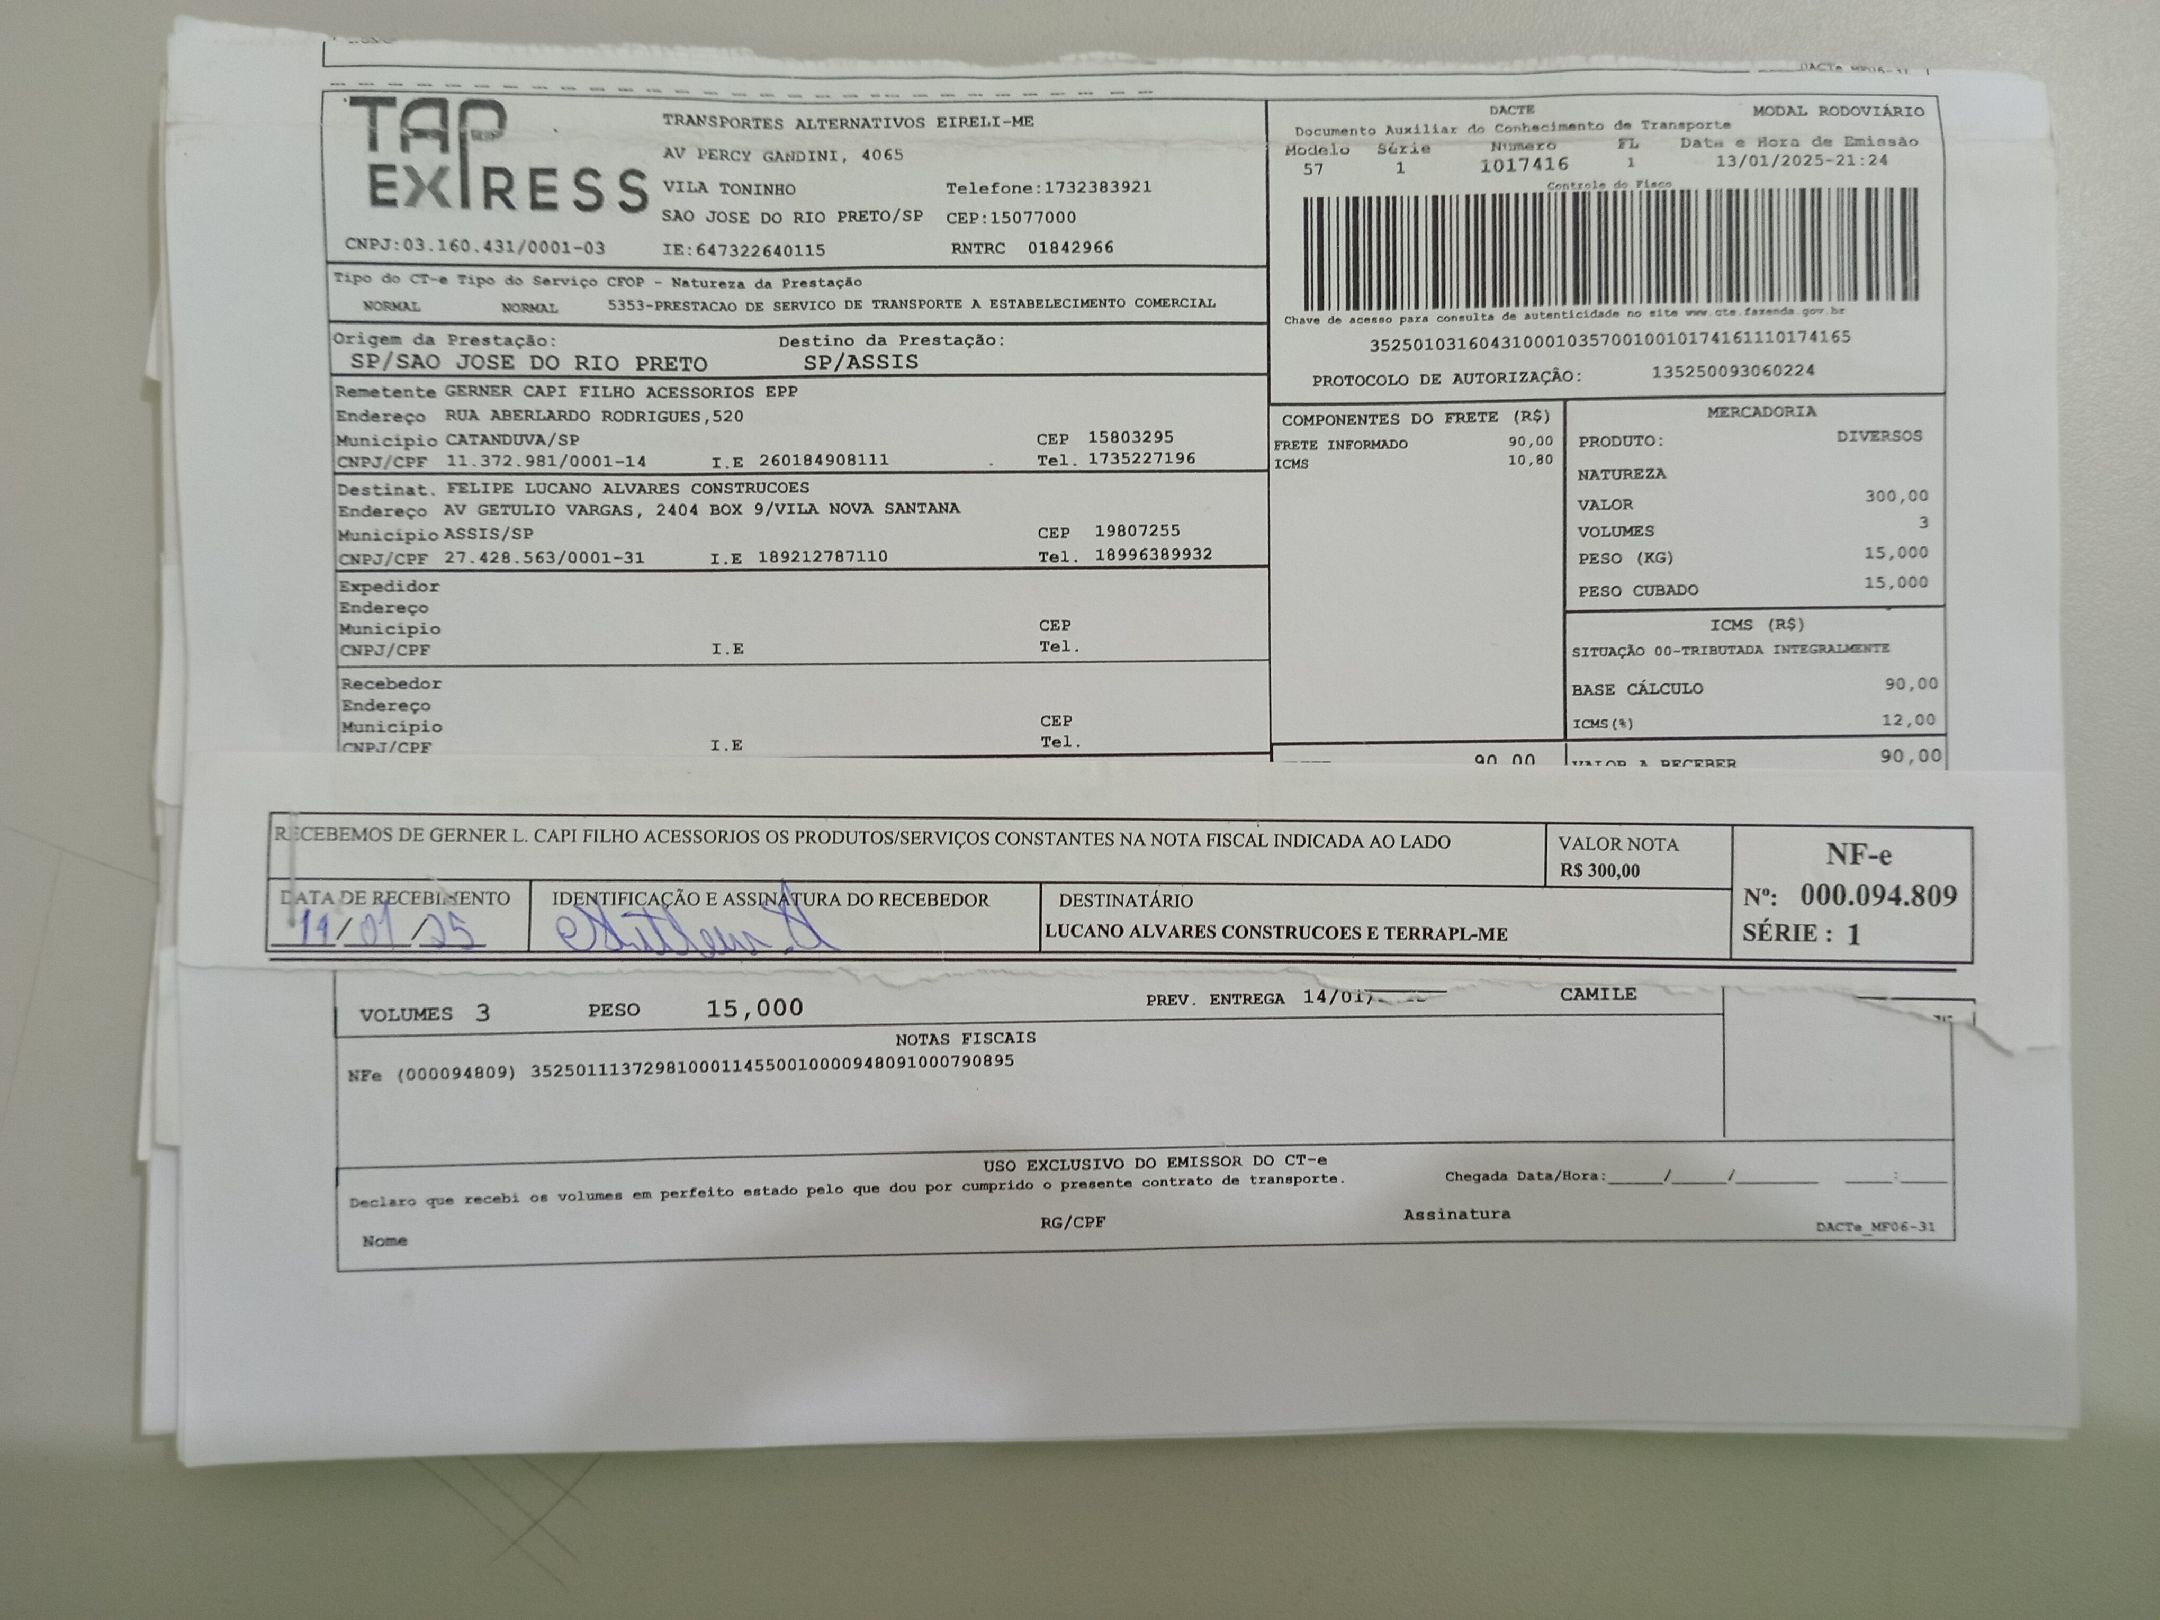 TAP EXPRESS
TRANSPORTES ALTERNATIVOS EIRELI-ME
AV PERCY GANDINI, 4065
VILA TONINHO Telefone:1732383921
SAO JOSE DO RIO PRETO/SP CEP:15077000
CNPJ:03.160.431/0001-03 IE:647322640115 RNTRC 01842966
DACTE MODAL RODOVIÁRIO
Documento Auxiliar do Conhecimento de Transporte
Modelo Série Numero FL Data e Hora de Emissão
57 1 1017416 1 13/01/2025-21:24
Controle do Fisco
Chave de acesso para consulta de autenticidade no site www.cte.fazenda.gov.br
35250103160431000103570010010174161110174165
PROTOCOLO DE AUTORIZAÇÃO: 135250093060224
Tipo do CT-e Tipo do Serviço CFOP - Natureza da Prestação
NORMAL NORMAL 5353-PRESTACAO DE SERVICO DE TRANSPORTE A ESTABELECIMENTO COMERCIAL
Origem da Prestação: Destino da Prestação:
SP/SAO JOSE DO RIO PRETO SP/ASSIS
Remetente GERNER CAPI FILHO ACESSORIOS EPP
Endereço RUA ABERLARDO RODRIGUES,520
Município CATANDUVA/SP CEP 15803295
CNPJ/CPF 11.372.981/0001-14 I.E 260184908111 Tel. 1735227196
Destinat. FELIPE LUCANO ALVARES CONSTRUCOES
Endereço AV GETULIO VARGAS, 2404 BOX 9/VILA NOVA SANTANA
Município ASSIS/SP CEP 19807255
CNPJ/CPF 27.428.563/0001-31 I.E 189212787110 Tel. 18996389932
Expedidor
Endereço
Município CEP
CNPJ/CPF I.E Tel.
Recebedor
Endereço
Município CEP
CNPJ/CPF I.E Tel.
COMPONENTES DO FRETE (R$)
FRETE INFORMADO 90,00
ICMS 10,80
MERCADORIA
PRODUTO: DIVERSOS
NATUREZA
VALOR 300,00
VOLUMES 3
PESO (KG) 15,000
PESO CUBADO 15,000
ICMS (R$)
SITUAÇÃO 00-TRIBUTADA INTEGRALMENTE
BASE CÁLCULO 90,00
ICMS(%) 12,00
90,00 VALOR A RECEBER 90,00
RECEBEMOS DE GERNER L. CAPI FILHO ACESSORIOS OS PRODUTOS/SERVIÇOS CONSTANTES NA NOTA FISCAL INDICADA AO LADO
VALOR NOTA
R$ 300,00
DATA DE RECEBIMENTO
14/01/25
IDENTIFICAÇÃO E ASSINATURA DO RECEBEDOR
DESTINATÁRIO
LUCANO ALVARES CONSTRUCOES E TERRAPL-ME
NF-e
Nº: 000.094.809
SÉRIE : 1
VOLUMES 3 PESO 15,000 PREV. ENTREGA 14/01/ CAMILE
NOTAS FISCAIS
NFe (000094809) 35250111372981000114550010000948091000790895
USO EXCLUSIVO DO EMISSOR DO CT-e
Declaro que recebi os volumes em perfeito estado pelo que dou por cumprido o presente contrato de transporte. Chegada Data/Hora:____/____/______ ____:____
Nome RG/CPF Assinatura
DACTe_MF06-31